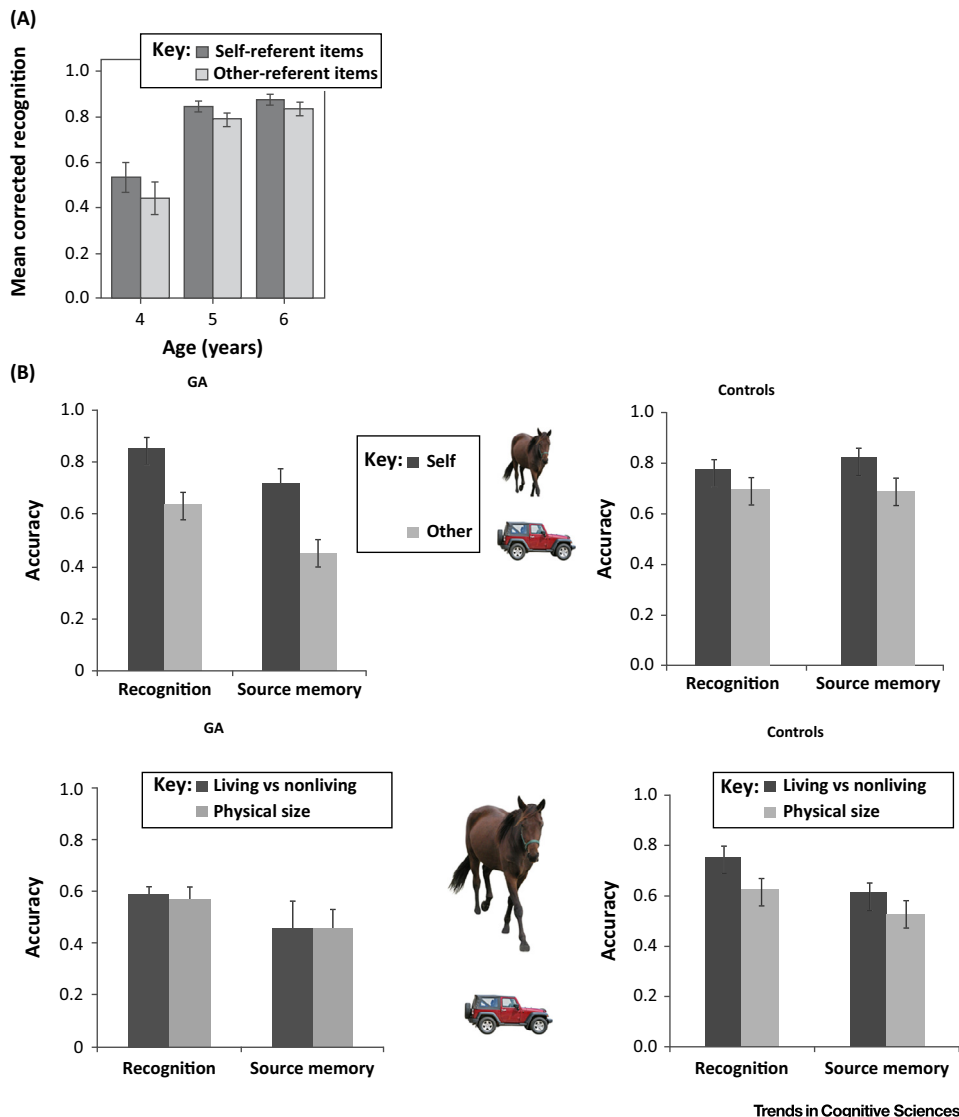 (A)
Key: Self-referent items
Other-referent items
Mean corrected recognition
1.0
0.8
0.6
0.4
0.2
0.0
4 5 6
Age (years)
(B)
GA
Accuracy
1.0
0.8
0.6
0.4
0.2
0
Recognition Source memory
Key: Self
Other
Controls
Accuracy
1.0
0.8
0.6
0.4
0.2
0.0
Recognition Source memory
GA
Key: Living vs nonliving
Physical size
Accuracy
1.0
0.8
0.6
0.4
0.2
0
Recognition Source memory
Controls
Key: Living vs nonliving
Physical size
Accuracy
1.0
0.8
0.6
0.4
0.2
0.0
Recognition Source memory
Trends in Cognitive Sciences